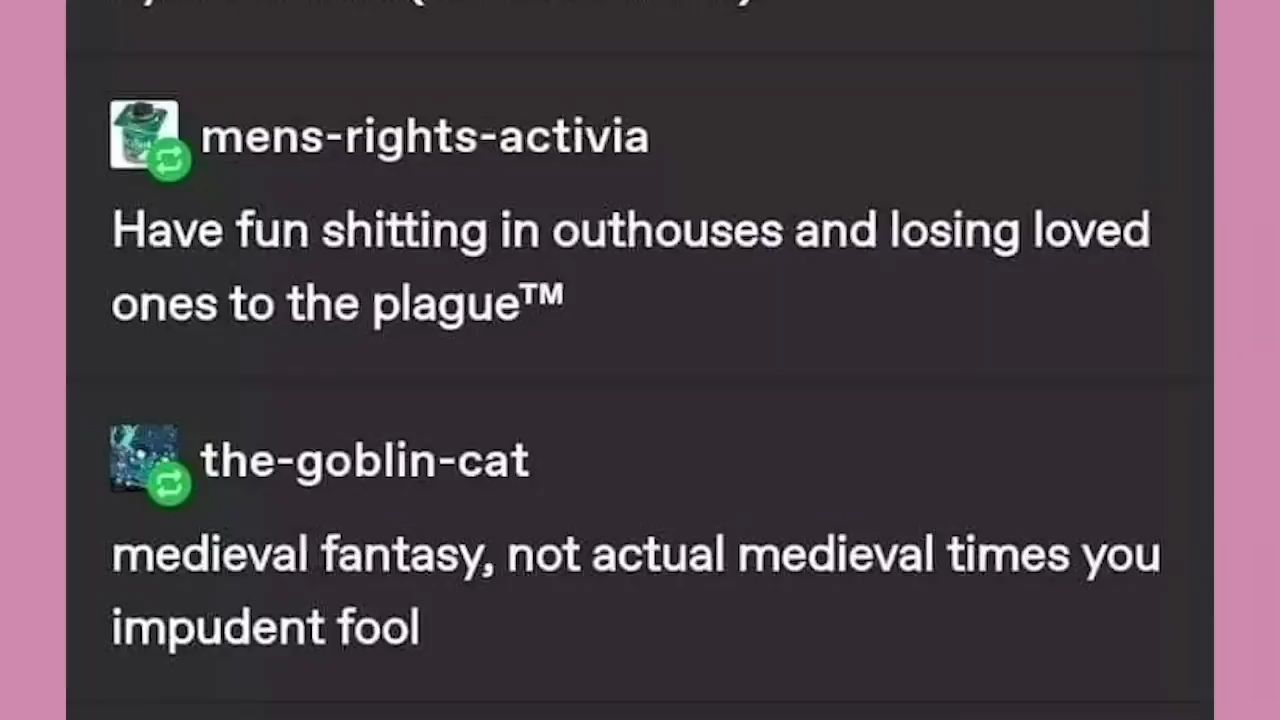 mens-rights-activia
Have fun shitting in outhouses and losing loved
ones to the plague™
the-goblin-cat
medieval fantasy, not actual medieval times you
impudent fool